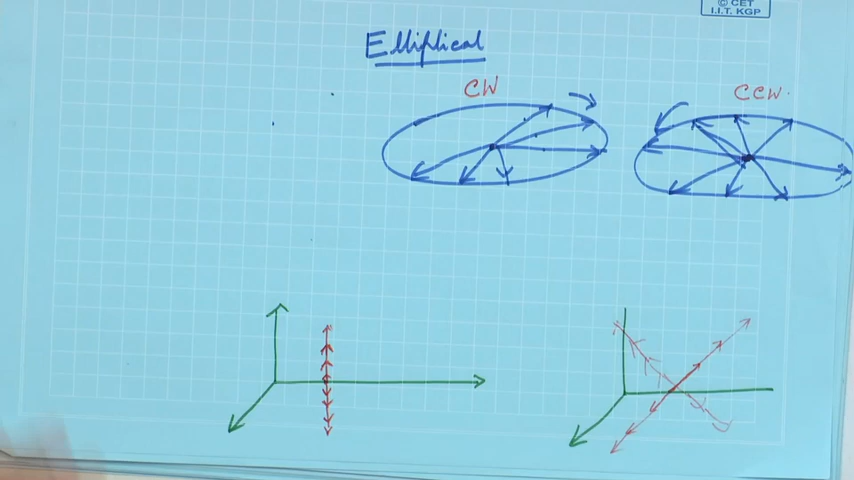 © CET
I.I.T. KGP
Elliptical
CW
CCW.